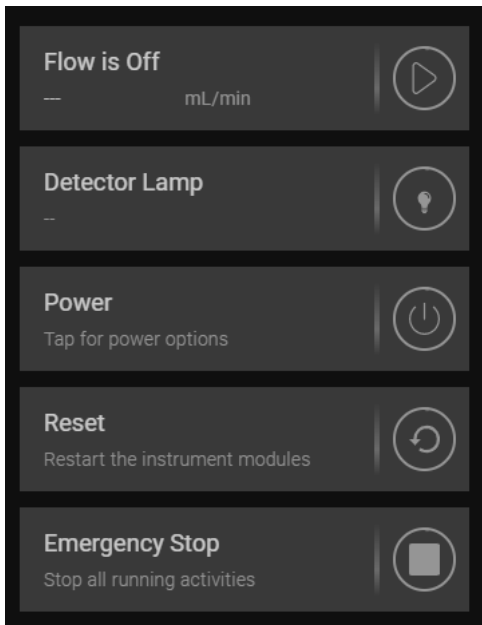 Flow is Off
--- mL/min
Detector Lamp
--
Power
Tap for power options
Reset
Restart the instrument modules
Emergency Stop
Stop all running activities